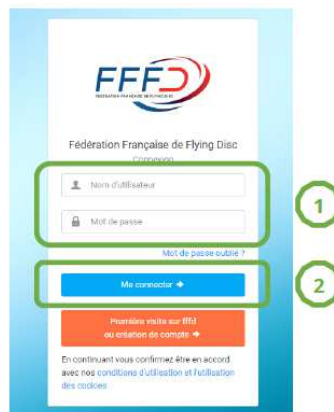 FFFD
Fédération Française de Flying Disc
Connexion
Nom d'utilisateur
1
Mot de passe
Mot de passe oublié ?
Me connecter
2
Première visite sur fffd
ou création de compte
En continuant vous confirmez être en accord
avec nos conditions d'utilisation et l'utilisation
des cookies